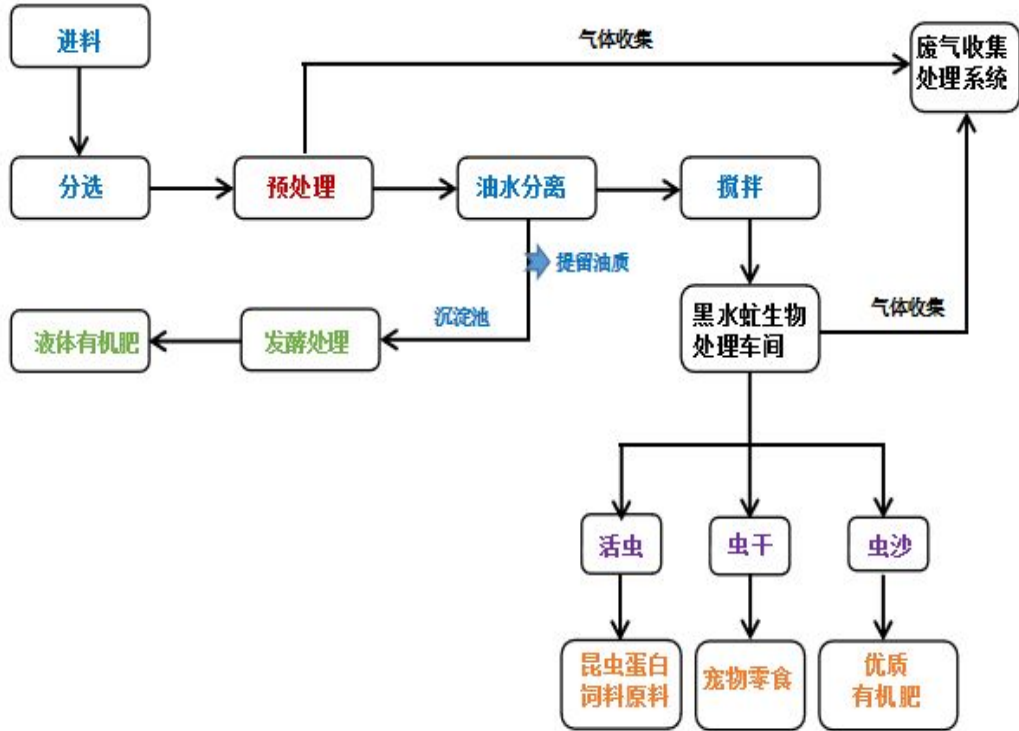 进料
气体收集
废气收集
处理系统
分选
预处理
油水分离
搅拌
提留油质
沉淀池
液体有机肥
发酵处理
黑水虻生物
处理车间
气体收集
活虫
虫干
虫沙
昆虫蛋白
饲料原料
宠物零食
优质
有机肥